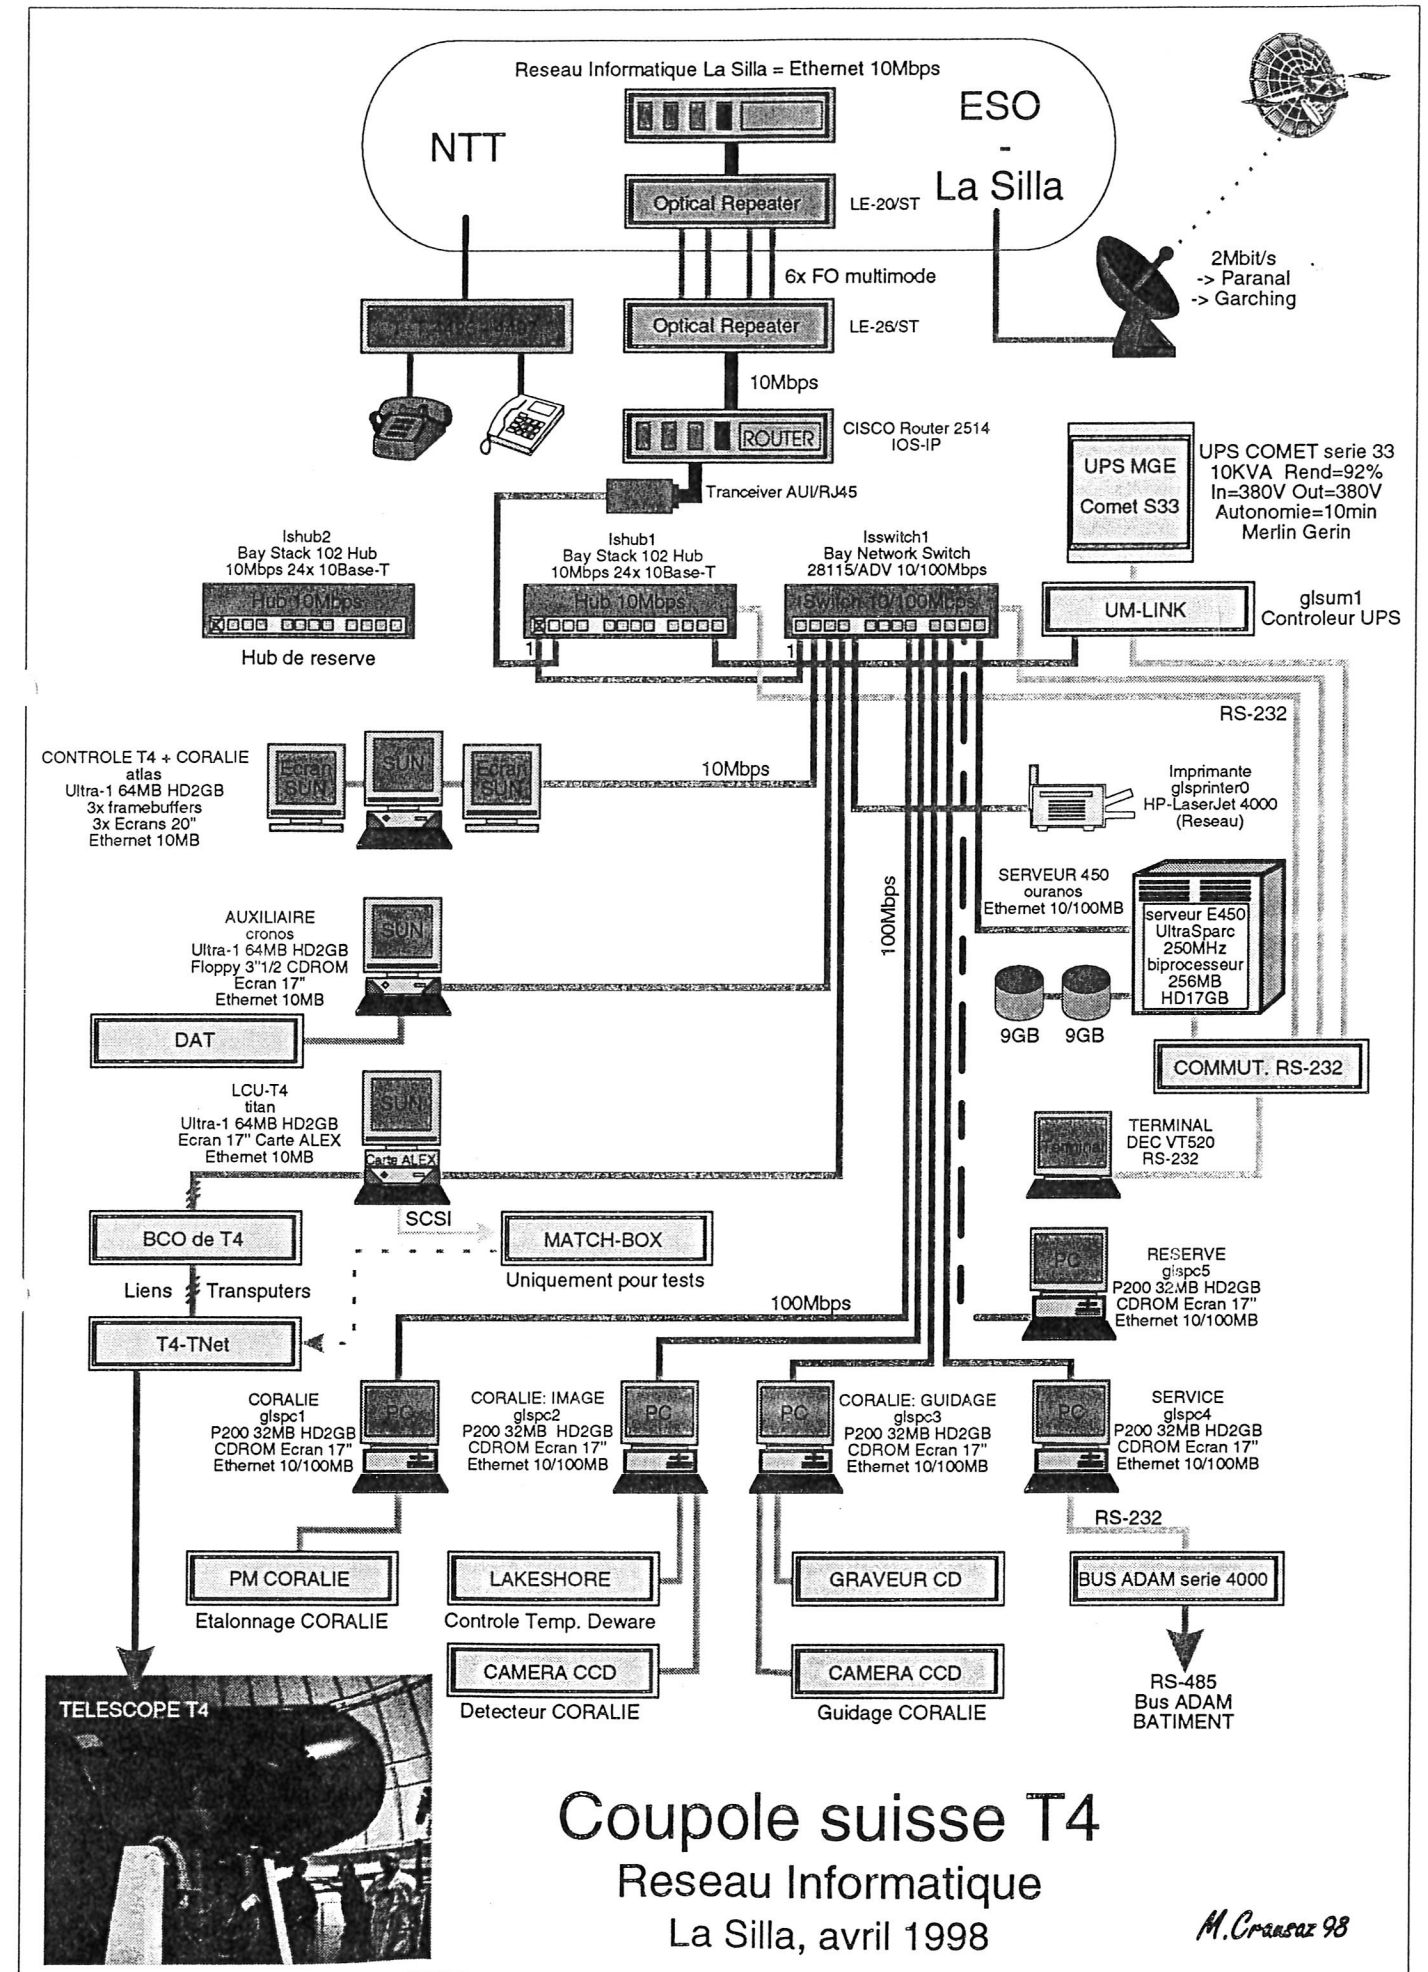 Reseau Informatique La Silla = Ethernet 10Mbps
NTT
ESO
-
La Silla
Optical Repeater
LE-20/ST
6x FO multimode
2Mbit/s
-> Paranal
-> Garching
Optical Repeater
LE-26/ST
10Mbps
ROUTER
CISCO Router 2514
IOS-IP
Tranceiver AUI/RJ45
UPS MGE
Comet S33
UPS COMET serie 33
10KVA Rend=92%
In=380V Out=380V
Autonomie=10min
Merlin Gerin
lshub2
Bay Stack 102 Hub
10Mbps 24x 10Base-T
Hub 10Mbps
Hub de reserve
lshub1
Bay Stack 102 Hub
10Mbps 24x 10Base-T
Hub 10Mbps
1
lsswitch1
Bay Network Switch
28115/ADV 10/100Mbps
iSwitch 10/100Mbps
1
UM-LINK
glsum1
Controleur UPS
RS-232
CONTROLE T4 + CORALIE
atlas
Ultra-1 64MB HD2GB
3x framebuffers
3x Ecrans 20"
Ethernet 10MB
Ecran
SUN
SUN
Ecran
SUN
10Mbps
Imprimante
glsprinter0
HP-LaserJet 4000
(Reseau)
100Mbps
SERVEUR 450
ouranos
Ethernet 10/100MB
serveur E450
UltraSparc
250MHz
biprocesseur
256MB
HD17GB
9GB
9GB
AUXILIAIRE
cronos
Ultra-1 64MB HD2GB
Floppy 3"1/2 CDROM
Ecran 17"
Ethernet 10MB
SUN
DAT
COMMUT. RS-232
LCU-T4
titan
Ultra-1 64MB HD2GB
Ecran 17" Carte ALEX
Ethernet 10MB
SUN
Carte ALEX
Terminal
TERMINAL
DEC VT520
RS-232
SCSI
BCO de T4
MATCH-BOX
Uniquement pour tests
Liens Transputers
T4-TNet
100Mbps
PC
RESERVE
glspc5
P200 32MB HD2GB
CDROM Ecran 17"
Ethernet 10/100MB
CORALIE
glspc1
P200 32MB HD2GB
CDROM Ecran 17"
Ethernet 10/100MB
PC
CORALIE: IMAGE
glspc2
P200 32MB HD2GB
CDROM Ecran 17"
Ethernet 10/100MB
PC
PC
CORALIE: GUIDAGE
glspc3
P200 32MB HD2GB
CDROM Ecran 17"
Ethernet 10/100MB
PC
SERVICE
glspc4
P200 32MB HD2GB
CDROM Ecran 17"
Ethernet 10/100MB
RS-232
PM CORALIE
Etalonnage CORALIE
LAKESHORE
Controle Temp. Deware
GRAVEUR CD
BUS ADAM serie 4000
CAMERA CCD
Detecteur CORALIE
CAMERA CCD
Guidage CORALIE
RS-485
Bus ADAM
BATIMENT
TELESCOPE T4
Coupole suisse T4
Reseau Informatique
La Silla, avril 1998
M. Cransaz 98